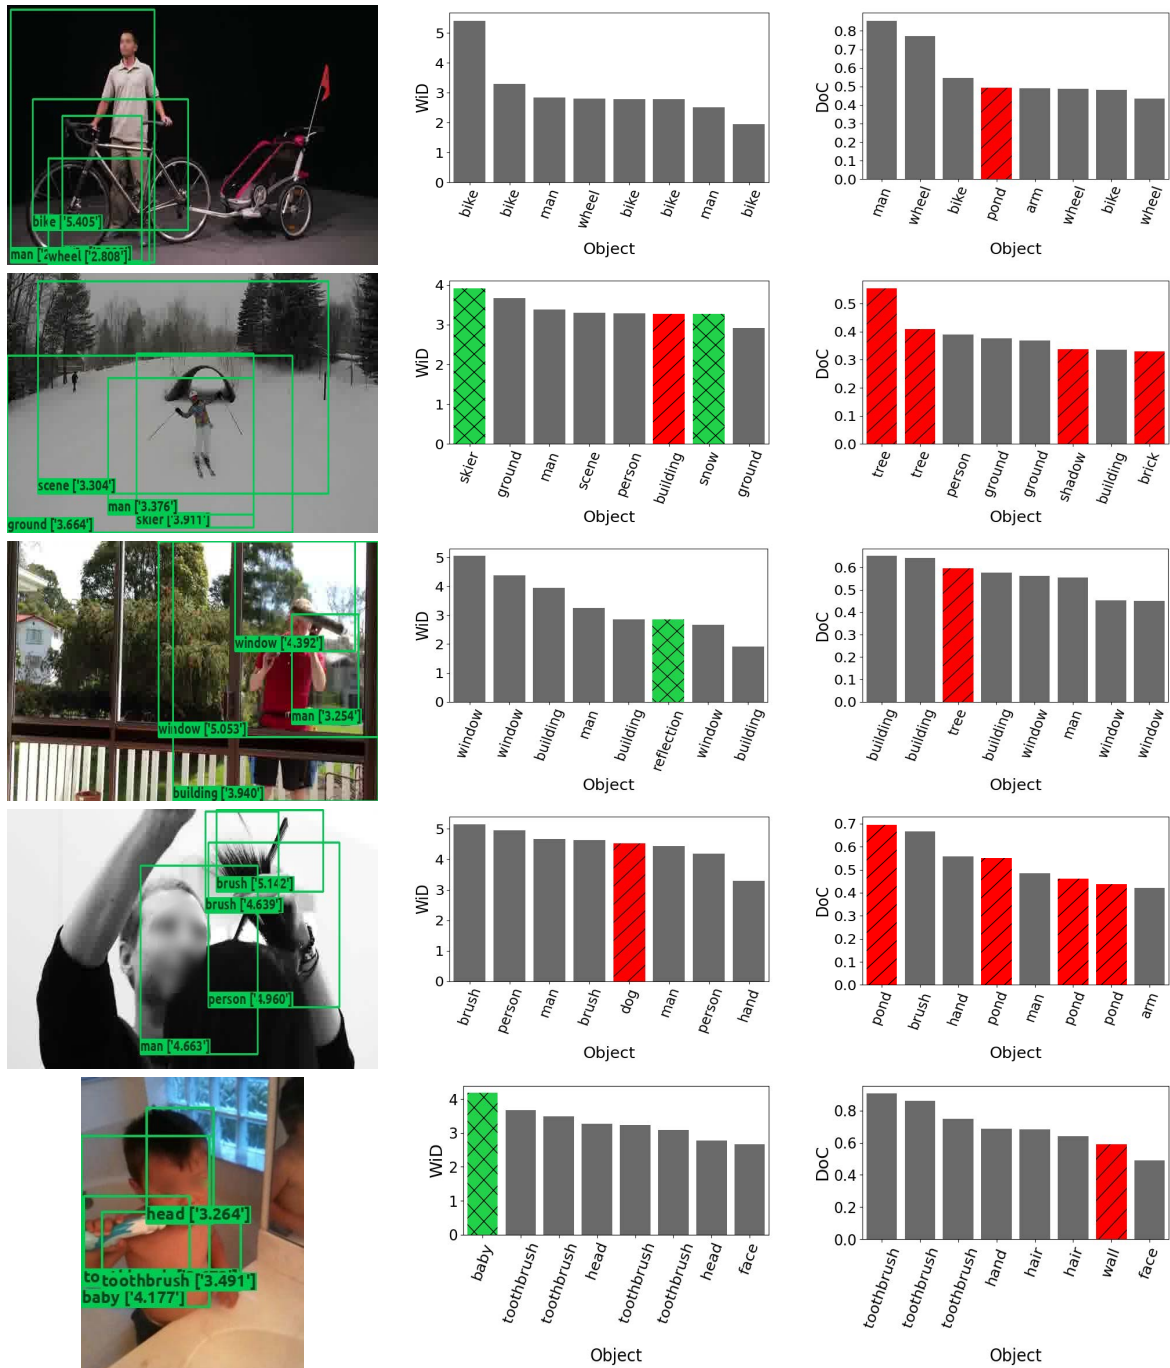 bike ['5.405']
wheel ['2.808']
WiD
5
4
3
2
1
0
bike
bike
man
wheel
bike
bike
man
bike
Object
DoC
0.8
0.7
0.6
0.5
0.4
0.3
0.2
0.1
0.0
man
wheel
bike
pond
arm
wheel
bike
wheel
Object
scene ['3.304']
man ['3.376']
skier ['3.911']
ground ['3.664']
WiD
4
3
2
1
0
skier
ground
man
scene
person
building
snow
ground
Object
DoC
0.5
0.4
0.3
0.2
0.1
0.0
tree
tree
person
ground
ground
shadow
building
brick
Object
window ['4.392']
man ['3.254']
window ['5.053']
building ['3.940']
WiD
5
4
3
2
1
0
window
window
building
man
building
reflection
window
building
Object
DoC
0.6
0.5
0.4
0.3
0.2
0.1
0.0
building
building
tree
building
window
man
window
window
Object
brush ['5.142']
brush ['4.639']
person ['4.960']
man ['4.663']
WiD
5
4
3
2
1
0
brush
person
man
brush
dog
man
person
hand
Object
DoC
0.7
0.6
0.5
0.4
0.3
0.2
0.1
0.0
pond
brush
hand
pond
man
pond
pond
arm
Object
head ['3.264']
toothbrush ['3.491']
baby ['4.177']
WiD
4
3
2
1
0
baby
toothbrush
toothbrush
head
toothbrush
toothbrush
head
face
Object
DoC
0.8
0.6
0.4
0.2
0.0
toothbrush
toothbrush
toothbrush
hand
hair
hair
wall
face
Object